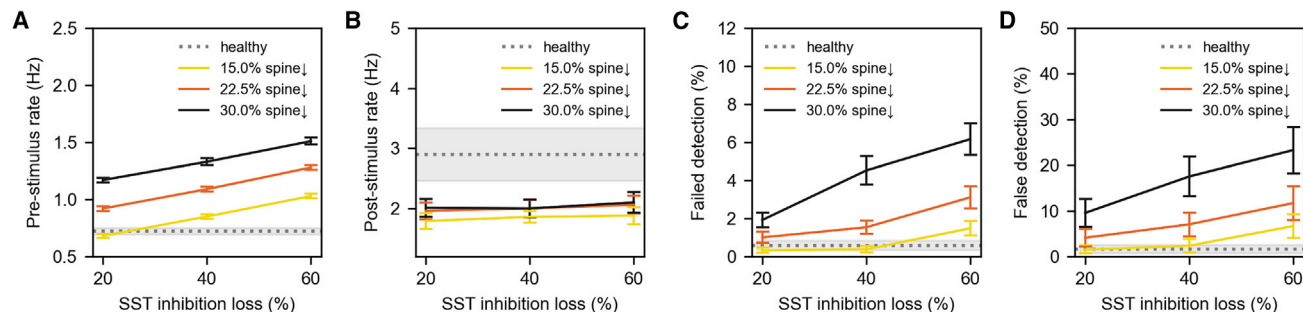 A
Pre-stimulus rate (Hz)
2.5
2.0
1.5
1.0
0.5
healthy
15.0% spine↓
22.5% spine↓
30.0% spine↓
20 40 60
SST inhibition loss (%)
B
Post-stimulus rate (Hz)
5
4
3
2
healthy
15.0% spine↓
22.5% spine↓
30.0% spine↓
20 40 60
SST inhibition loss (%)
C
Failed detection (%)
12
10
8
6
4
2
0
healthy
15.0% spine↓
22.5% spine↓
30.0% spine↓
20 40 60
SST inhibition loss (%)
D
False detection (%)
50
40
30
20
10
0
healthy
15.0% spine↓
22.5% spine↓
30.0% spine↓
20 40 60
SST inhibition loss (%)